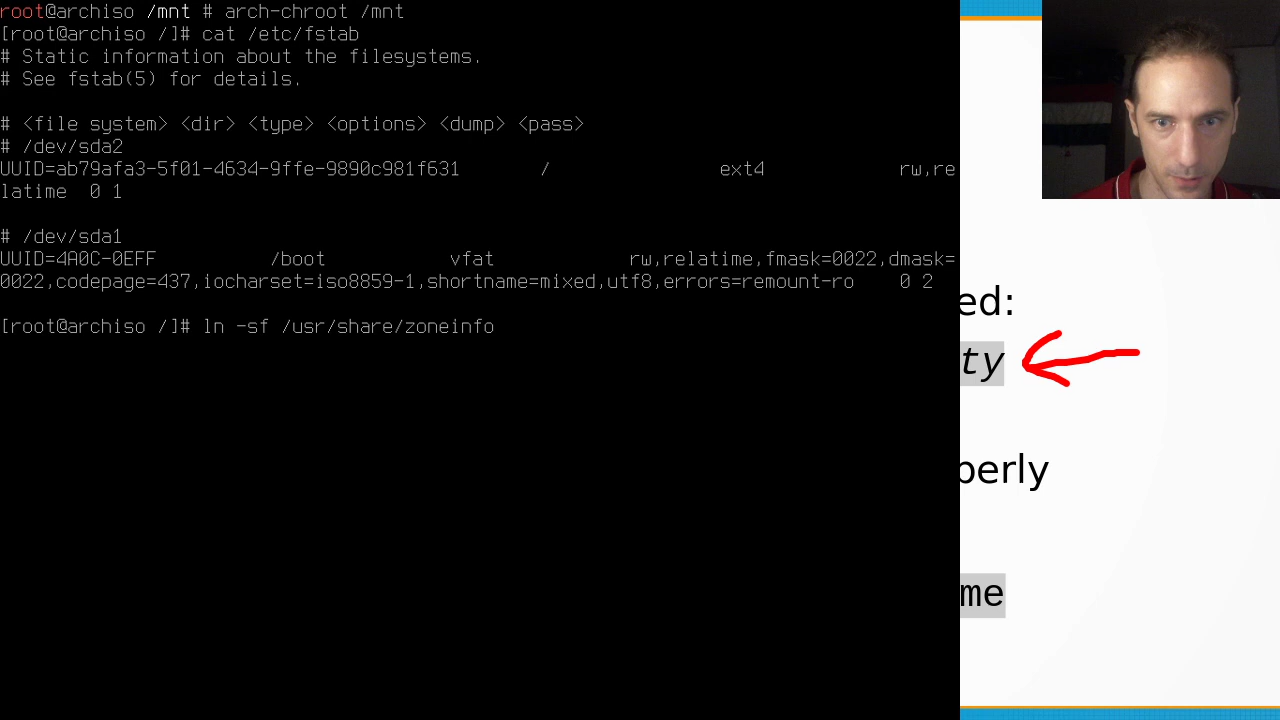 root@archiso /mnt # arch-chroot /mnt
[root@archiso /]# cat /etc/fstab
# Static information about the filesystems.
# See fstab(5) for details.
# <file system> <dir> <type> <options> <dump> <pass>
# /dev/sda2
UUID=ab79afa3-5f01-4634-9ffe-9890c981f631 / ext4 rw,re
latime 0 1
# /dev/sda1
UUID=4A0C-0EFF /boot vfat rw,relatime,fmask=0022,dmask=
0022,codepage=437,iocharset=iso8859-1,shortname=mixed,utf8,errors=remount-ro 0 2
[root@archiso /]# ln -sf /usr/share/zoneinfo
ed:
ty
perly
me